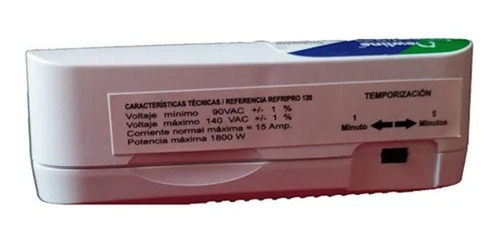 Newline
CARACTERÍSTICAS TÉCNICAS / REFERENCIA REFRIPRO 120
Voltaje mínimo 90VAC +/- 1 %
Voltaje máximo 140 VAC +/- 1 %
Corriente normal máxima = 15 Amp.
Potencia máxima 1800 W
TEMPORIZACIÓN
1 5
Minuto Minutos